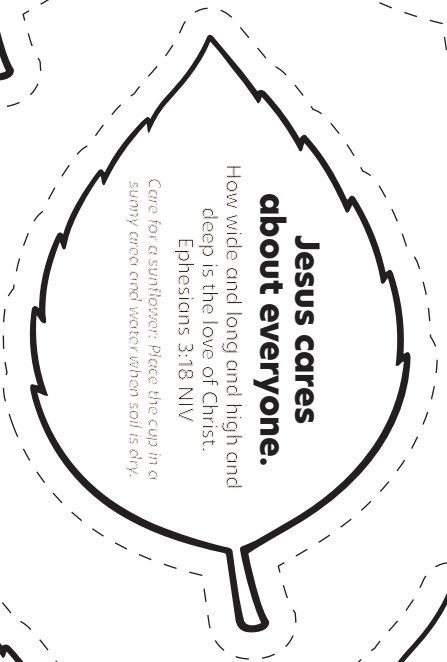 Jesus cares
about everyone.
How wide and long and high and
deep is the love of Christ.
Ephesians 3:18 NIV
Care for a sunflower: Place the cup in a
sunny area and water when soil is dry.